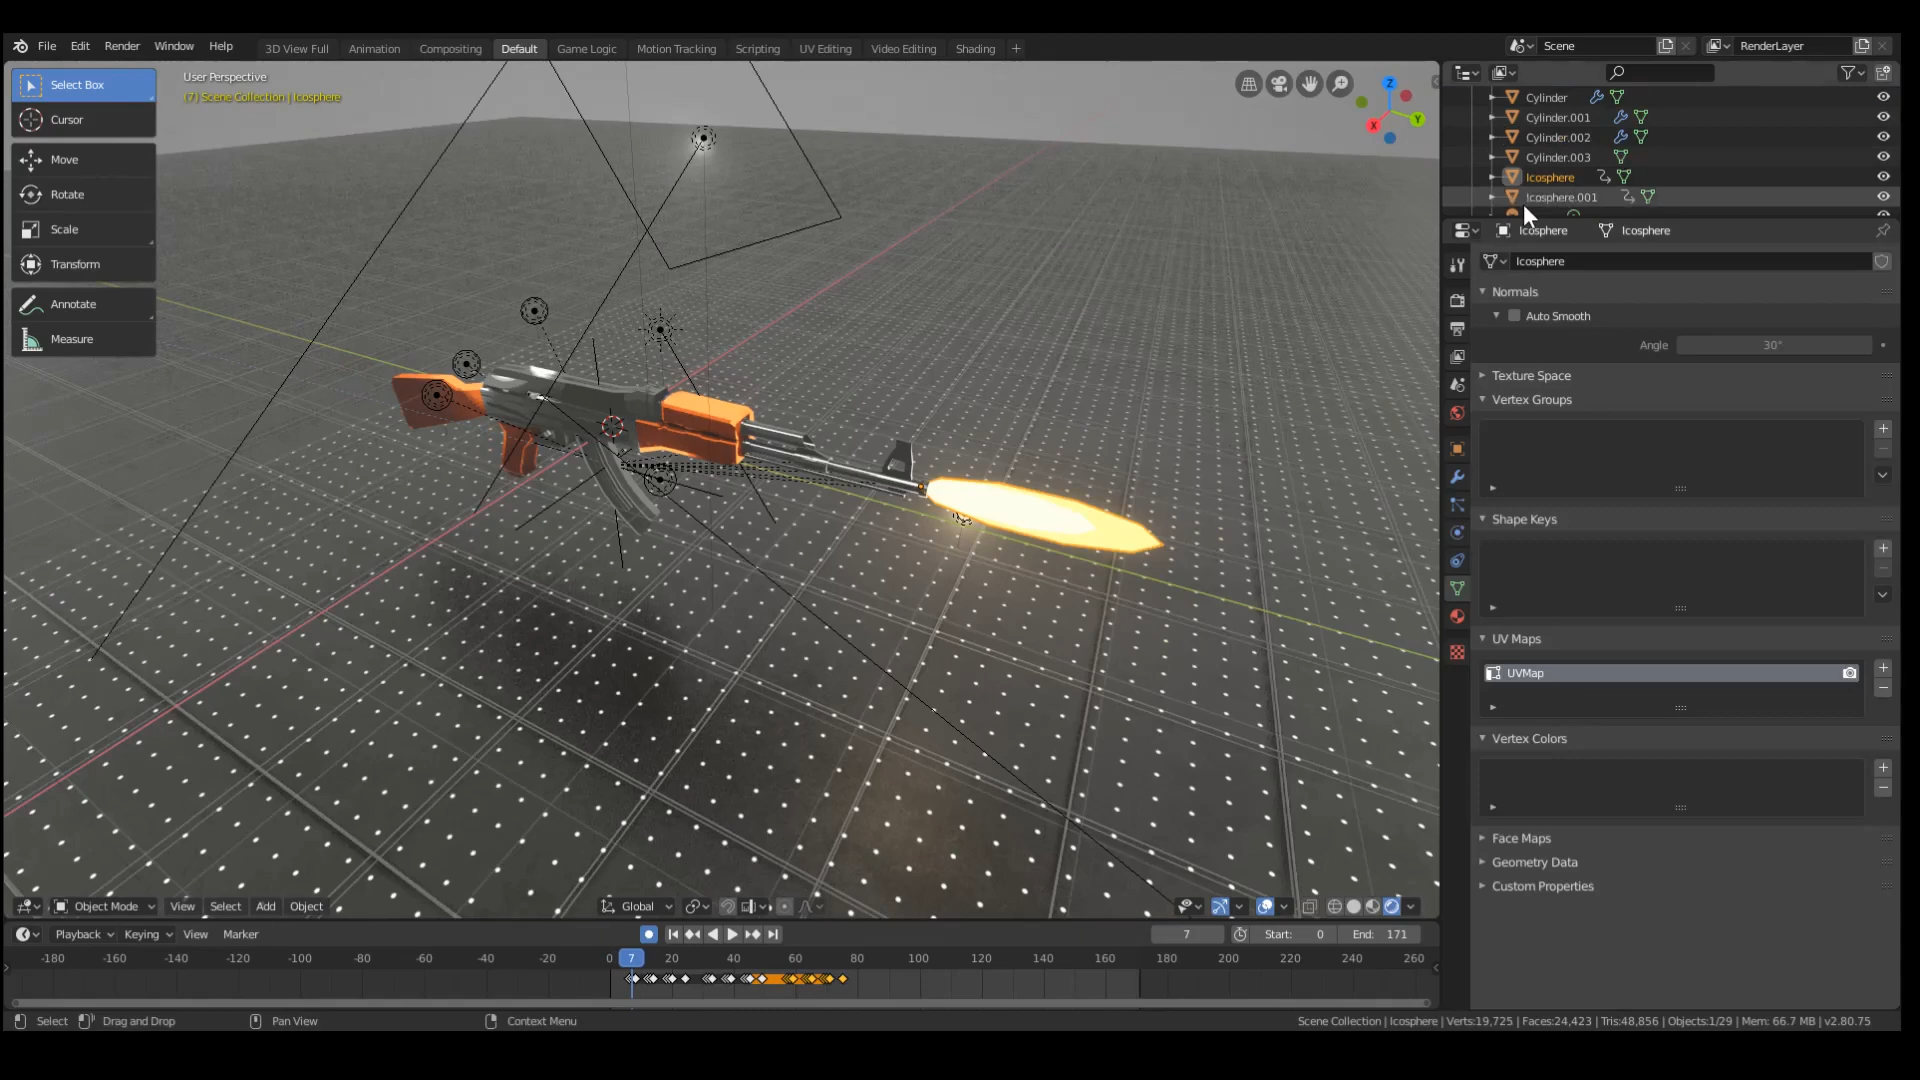 File Edit Render Window Help 3D View Full Animation Compositing Default Game Logic Motion Tracking Scripting UV Editing Video Editing Shading + Scene RenderLayer
Select Box
Cursor
Move
Rotate
Scale
Transform
Annotate
Measure
User Perspective
(7) Scene Collection | Icosphere
Z
Y
X
Cylinder
Cylinder.001
Cylinder.002
Cylinder.003
Icosphere
Icosphere.001
Icosphere Icosphere
Icosphere
Normals
Auto Smooth
Angle 30°
Texture Space
Vertex Groups
Shape Keys
UV Maps
UVMap
Vertex Colors
Face Maps
Geometry Data
Custom Properties
Object Mode View Select Add Object Global
Playback Keying View Marker 7 Start: 0 End: 171
-180 -160 -140 -120 -100 -80 -60 -40 -20 0 7 20 40 60 80 100 120 140 160 180 200 220 240 260
Select Drag and Drop Pan View Context Menu Scene Collection | Icosphere | Verts:19,725 | Faces:24,423 | Tris:48,856 | Objects:1/29 | Mem: 66.7 MB | v2.80.75